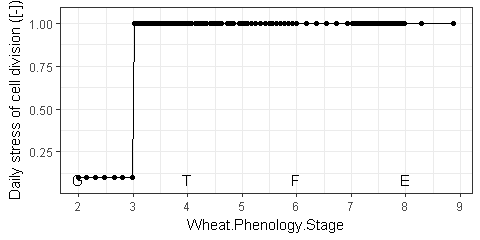 Daily stress of cell division ([-])
1.00
0.75
0.50
0.25
G T F E
2 3 4 5 6 7 8 9
Wheat.Phenology.Stage